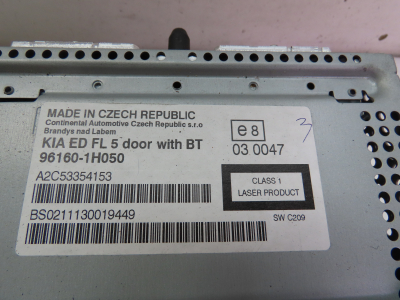 MADE IN CZECH REPUBLIC
Continental Automotive Czech Republic s.r.o
Brandys nad Labem
KIA ED FL 5 door with BT
96160-1H050
A2C53354153
BS0211130019449
e8
03 0047
3
CLASS 1
LASER PRODUCT
SW C209